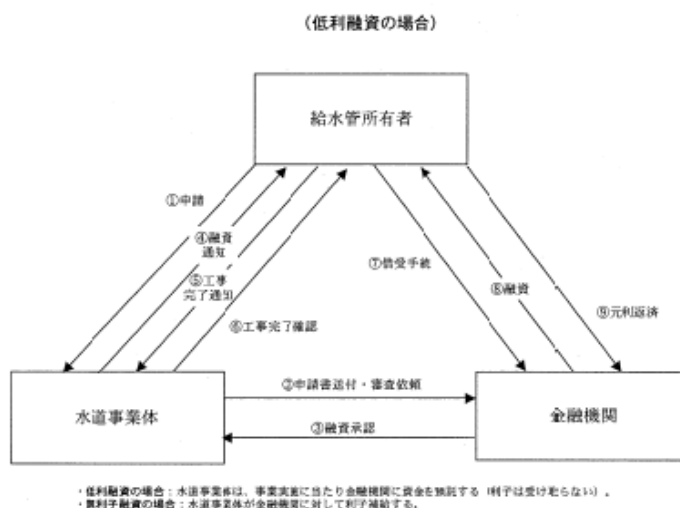 (低利融資の場合)
給水管所有者
①申請
④融資
通知
⑤工事
完了通知
⑥工事完了確認
⑦借受手続
⑧融資
⑨元利返済
水道事業体
②申請書送付・審査依頼
③融資承認
金融機関
・低利融資の場合：水道事業体は、事業実施に当たり金融機関に資金を預託する（利子は受け取らない）。
・無利子融資の場合：水道事業体が金融機関に対して利子補給する。